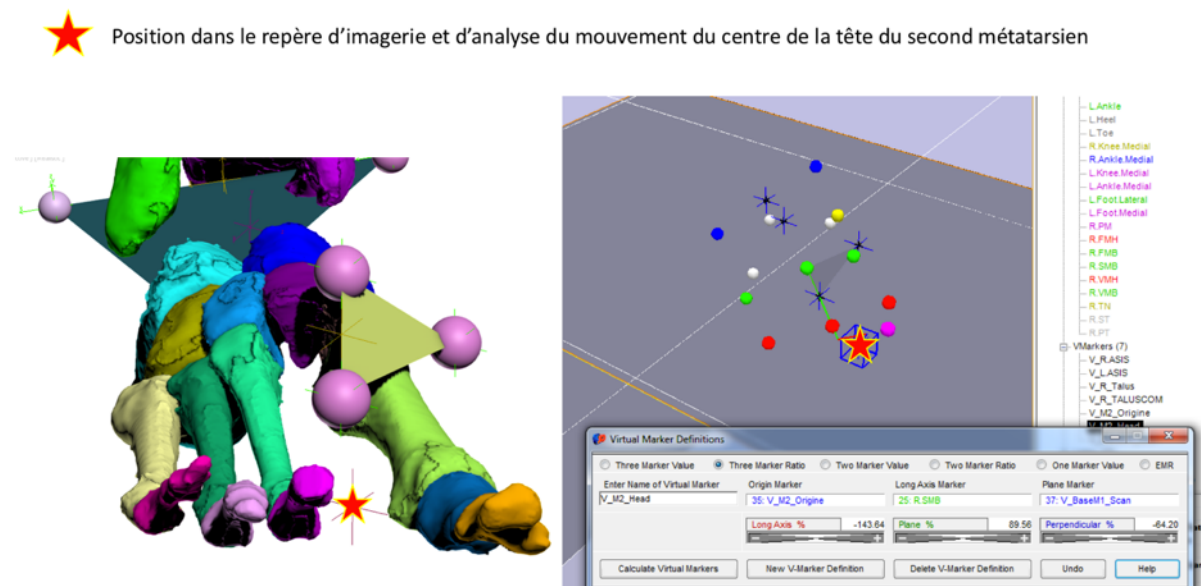 Position dans le repère d'imagerie et d'analyse du mouvement du centre de la tête du second métatarsien
L.Ankle
L.Heel
L.Toe
R.Knee.Medial
R.Ankle.Medial
L.Knee.Medial
L.Ankle.Medial
L.Foot.Lateral
L.Foot.Medial
R.PM
R.FMH
R.FMB
R.SMB
R.VMH
R.VMB
R.TN
R.ST
R.PT
VMarkers (7)
V_R.ASIS
V_L.ASIS
V_R_Talus
V_R_TALUSCOM
V_M2_Origine
V_M2_Head
Virtual Marker Definitions
Three Marker Value Three Marker Ratio Two Marker Value Two Marker Ratio One Marker Value EMR
Enter Name of Virtual Marker Origin Marker Long Axis Marker Plane Marker
V_M2_Head 35: V_M2_Origine 25: R.SMB 37: V_BaseM1_Scan
Long Axis % -143.64 Plane % 89.56 Perpendicular % -64.20
Calculate Virtual Markers New V-Marker Definition Delete V-Marker Definition Undo Help